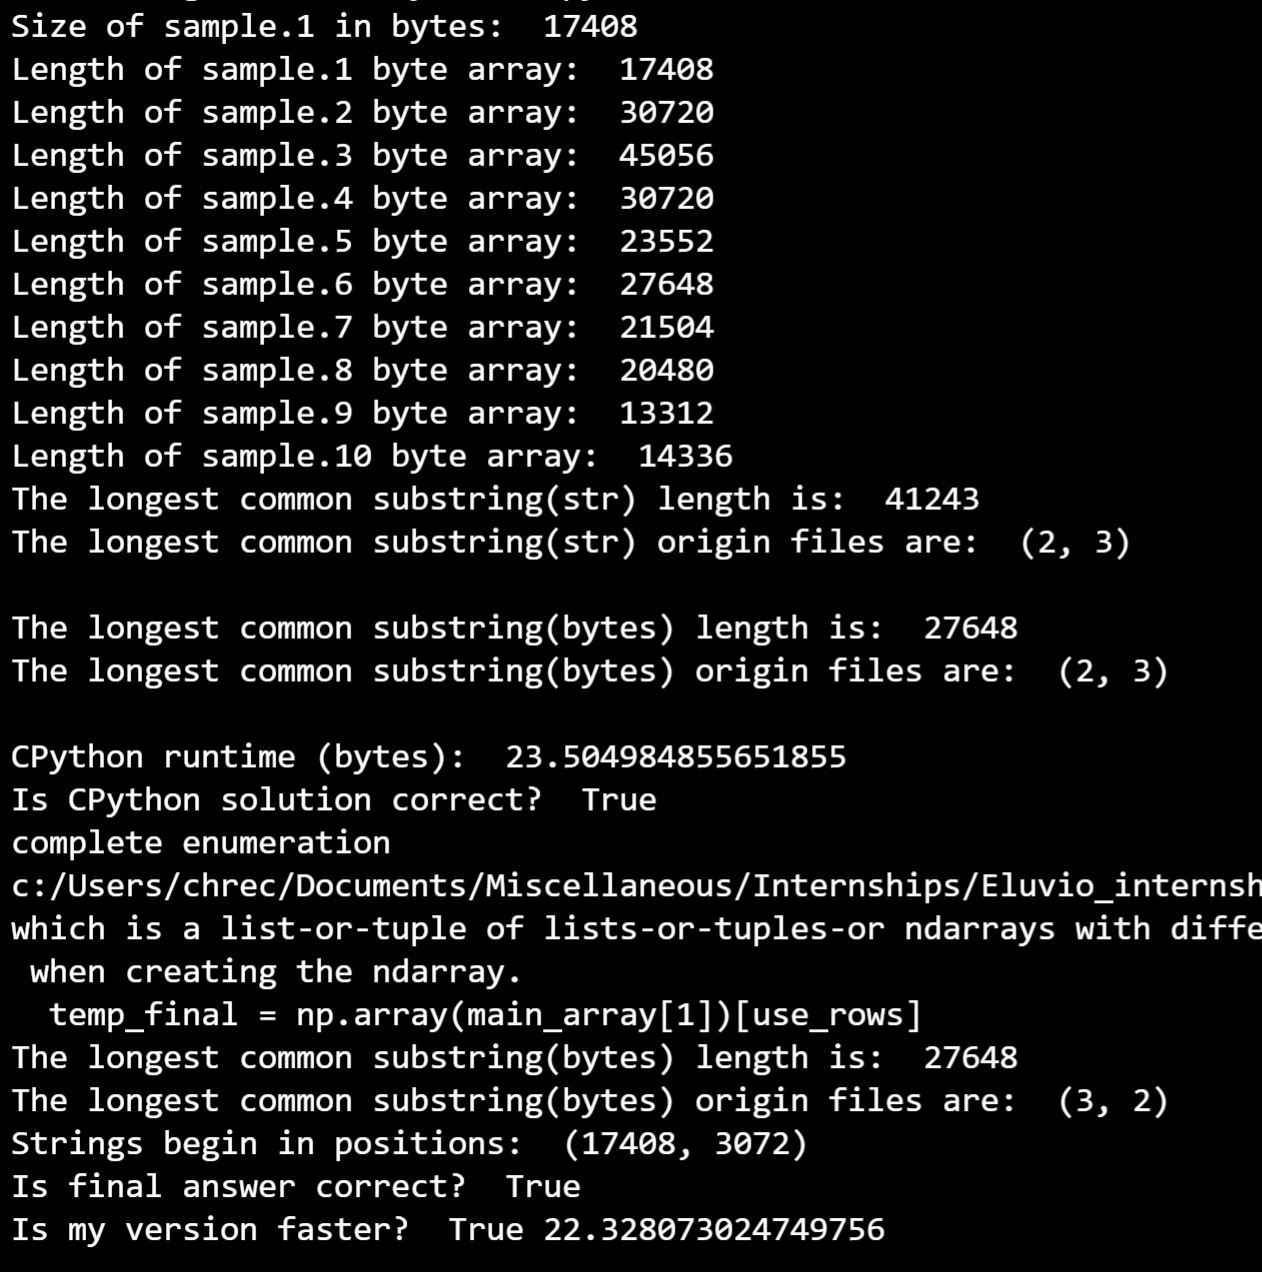 Size of sample.1 in bytes:  17408
Length of sample.1 byte array:  17408
Length of sample.2 byte array:  30720
Length of sample.3 byte array:  45056
Length of sample.4 byte array:  30720
Length of sample.5 byte array:  23552
Length of sample.6 byte array:  27648
Length of sample.7 byte array:  21504
Length of sample.8 byte array:  20480
Length of sample.9 byte array:  13312
Length of sample.10 byte array:  14336
The longest common substring(str) length is:  41243
The longest common substring(str) origin files are:  (2, 3)

The longest common substring(bytes) length is:  27648
The longest common substring(bytes) origin files are:  (2, 3)

CPython runtime (bytes):  23.504984855651855
Is CPython solution correct?  True
complete enumeration
c:/Users/chrec/Documents/Miscellaneous/Internships/Eluvio_internsh
which is a list-or-tuple of lists-or-tuples-or ndarrays with diffe
 when creating the ndarray.
  temp_final = np.array(main_array[1])[use_rows]
The longest common substring(bytes) length is:  27648
The longest common substring(bytes) origin files are:  (3, 2)
Strings begin in positions:  (17408, 3072)
Is final answer correct?  True
Is my version faster?  True 22.328073024749756